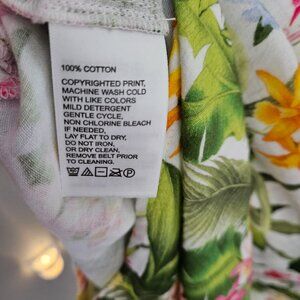 100% COTTON
COPYRIGHTED PRINT,
MACHINE WASH COLD
WITH LIKE COLORS
MILD DETERGENT
GENTLE CYCLE,
NON CHLORINE BLEACH
IF NEEDED,
LAY FLAT TO DRY,
DO NOT IRON,
OR DRY CLEAN,
REMOVE BELT PRIOR
TO CLEANING.